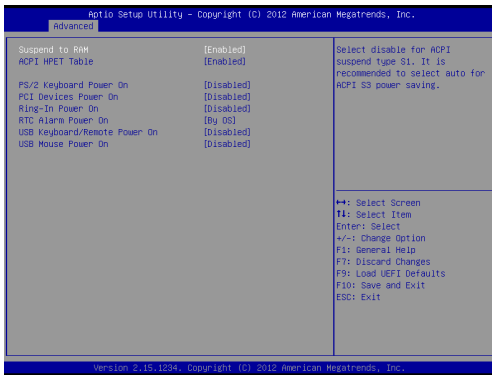 Aptio Setup Utility – Copyright (C) 2012 American Megatrends, Inc.
Advanced
Suspend to RAM [Enabled]
ACPI HPET Table [Enabled]
PS/2 Keyboard Power On [Disabled]
PCI Devices Power On [Disabled]
Ring-In Power On [Disabled]
RTC Alarm Power On [By OS]
USB Keyboard/Remote Power On [Disabled]
USB Mouse Power On [Disabled]
Select disable for ACPI
suspend type S1. It is
recommended to select auto for
ACPI S3 power saving.
↔: Select Screen
↑↓: Select Item
Enter: Select
+/-: Change Option
F1: General Help
F7: Discard Changes
F9: Load UEFI Defaults
F10: Save and Exit
ESC: Exit
Version 2.15.1234. Copyright (C) 2012 American Megatrends, Inc.